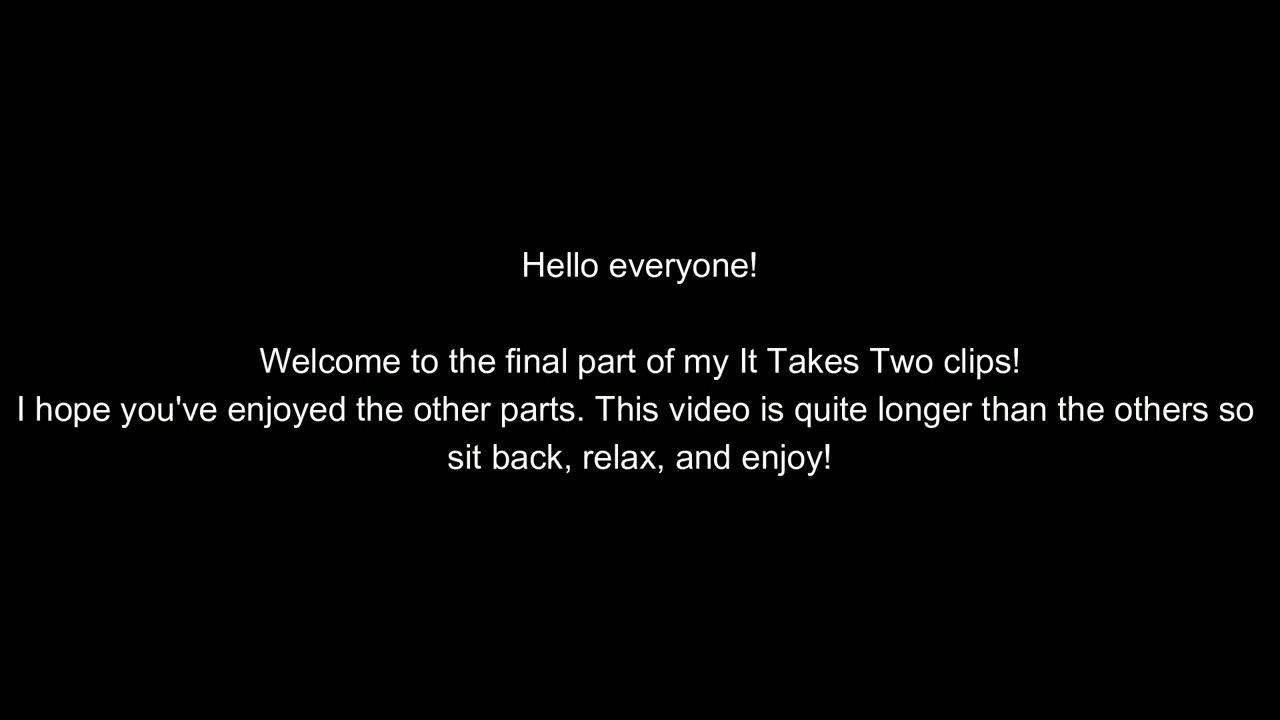 Hello everyone!
Welcome to the final part of my It Takes Two clips!
I hope you've enjoyed the other parts. This video is quite longer than the others so
sit back, relax, and enjoy!